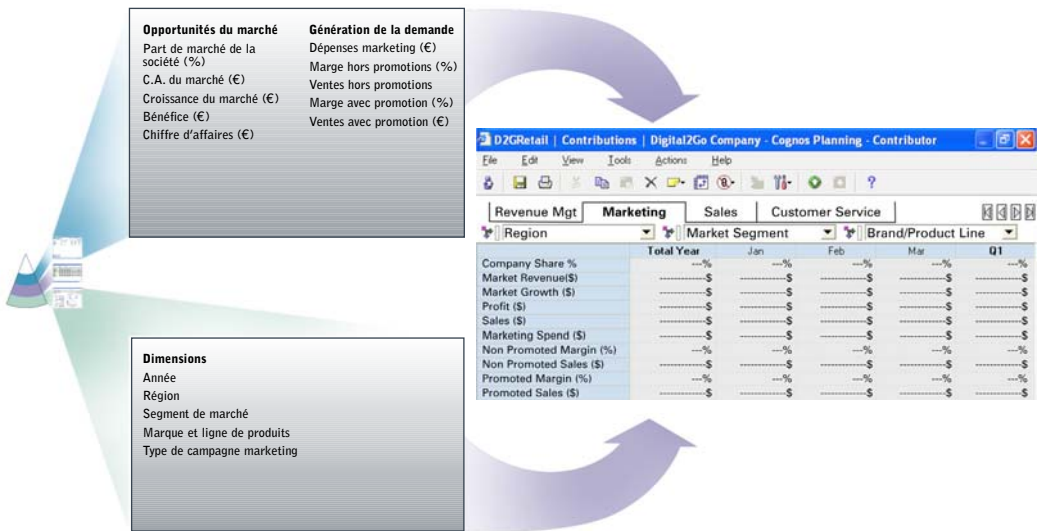 Opportunités du marché
Part de marché de la
société (%)
C.A. du marché (€)
Croissance du marché (€)
Bénéfice (€)
Chiffre d'affaires (€)
Génération de la demande
Dépenses marketing (€)
Marge hors promotions (%)
Ventes hors promotions
Marge avec promotion (%)
Ventes avec promotion (€)
D2GRetail | Contributions | Digital2Go Company - Cognos Planning - Contributor
File Edit View Tools Actions Help
Revenue Mgt Marketing Sales Customer Service
Region Market Segment Brand/Product Line
Total Year Jan Feb Mar Q1
Company Share % ---% ---% ---% ---% ---%
Market Revenue($) ------------$ ------------$ ------------$ ------------$ ------------$
Market Growth ($) ------------$ ------------$ ------------$ ------------$ ------------$
Profit ($) ------------$ ------------$ ------------$ ------------$ ------------$
Sales ($) ------------$ ------------$ ------------$ ------------$ ------------$
Marketing Spend ($) ------------$ ------------$ ------------$ ------------$ ------------$
Non Promoted Margin (%) ---% ---% ---% ---% ---%
Non Promoted Sales ($) ------------$ ------------$ ------------$ ------------$ ------------$
Promoted Margin (%) ---% ---% ---% ---% ---%
Promoted Sales ($) ------------$ ------------$ ------------$ ------------$ ------------$
Dimensions
Année
Région
Segment de marché
Marque et ligne de produits
Type de campagne marketing